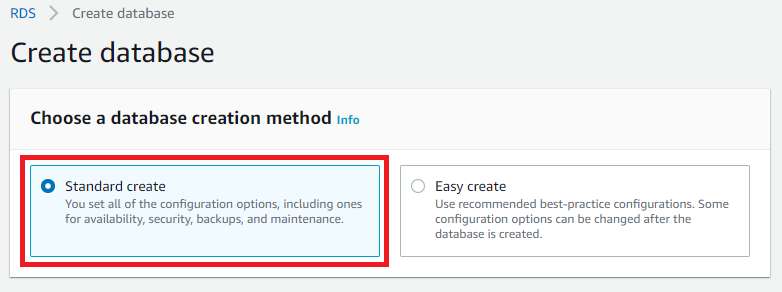 RDS > Create database
Create database
Choose a database creation method Info
Standard create
You set all of the configuration options, including ones
for availability, security, backups, and maintenance.
Easy create
Use recommended best-practice configurations. Some
configuration options can be changed after the
database is created.